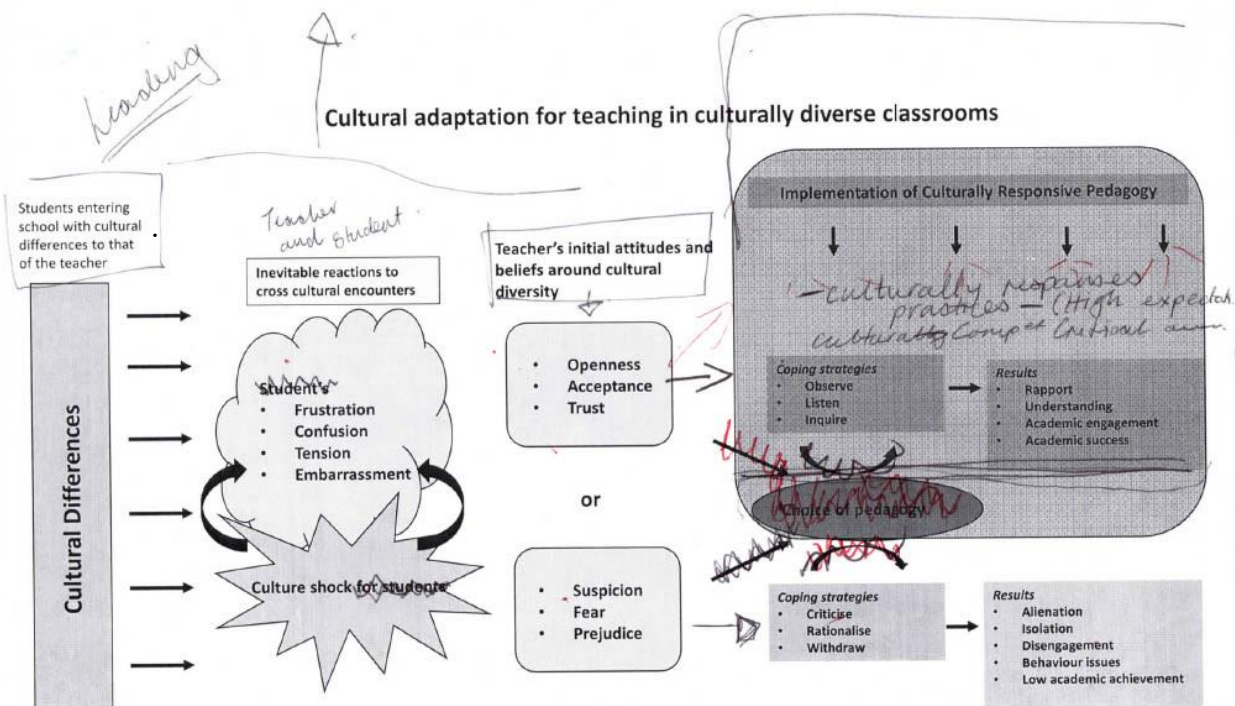 Leading
Cultural adaptation for teaching in culturally diverse classrooms
Students entering
school with cultural
differences to that
of the teacher
Cultural Differences
Teacher
and student
Inevitable reactions to
cross cultural encounters
Student's
• Frustration
• Confusion
• Tension
• Embarrassment
Culture shock for students
Teacher's initial attitudes and
beliefs around cultural
diversity
• Openness
• Acceptance
• Trust
or
• Suspicion
• Fear
• Prejudice
Implementation of Culturally Responsive Pedagogy
– culturally responses
practices – (High expectat.
Comp Critical
Coping strategies
• Observe
• Listen
• Inquire
Results
• Rapport
• Understanding
• Academic engagement
• Academic success
Choice of pedagogy
Coping strategies
• Criticise
• Rationalise
• Withdraw
Results
• Alienation
• Isolation
• Disengagement
• Behaviour issues
• Low academic achievement